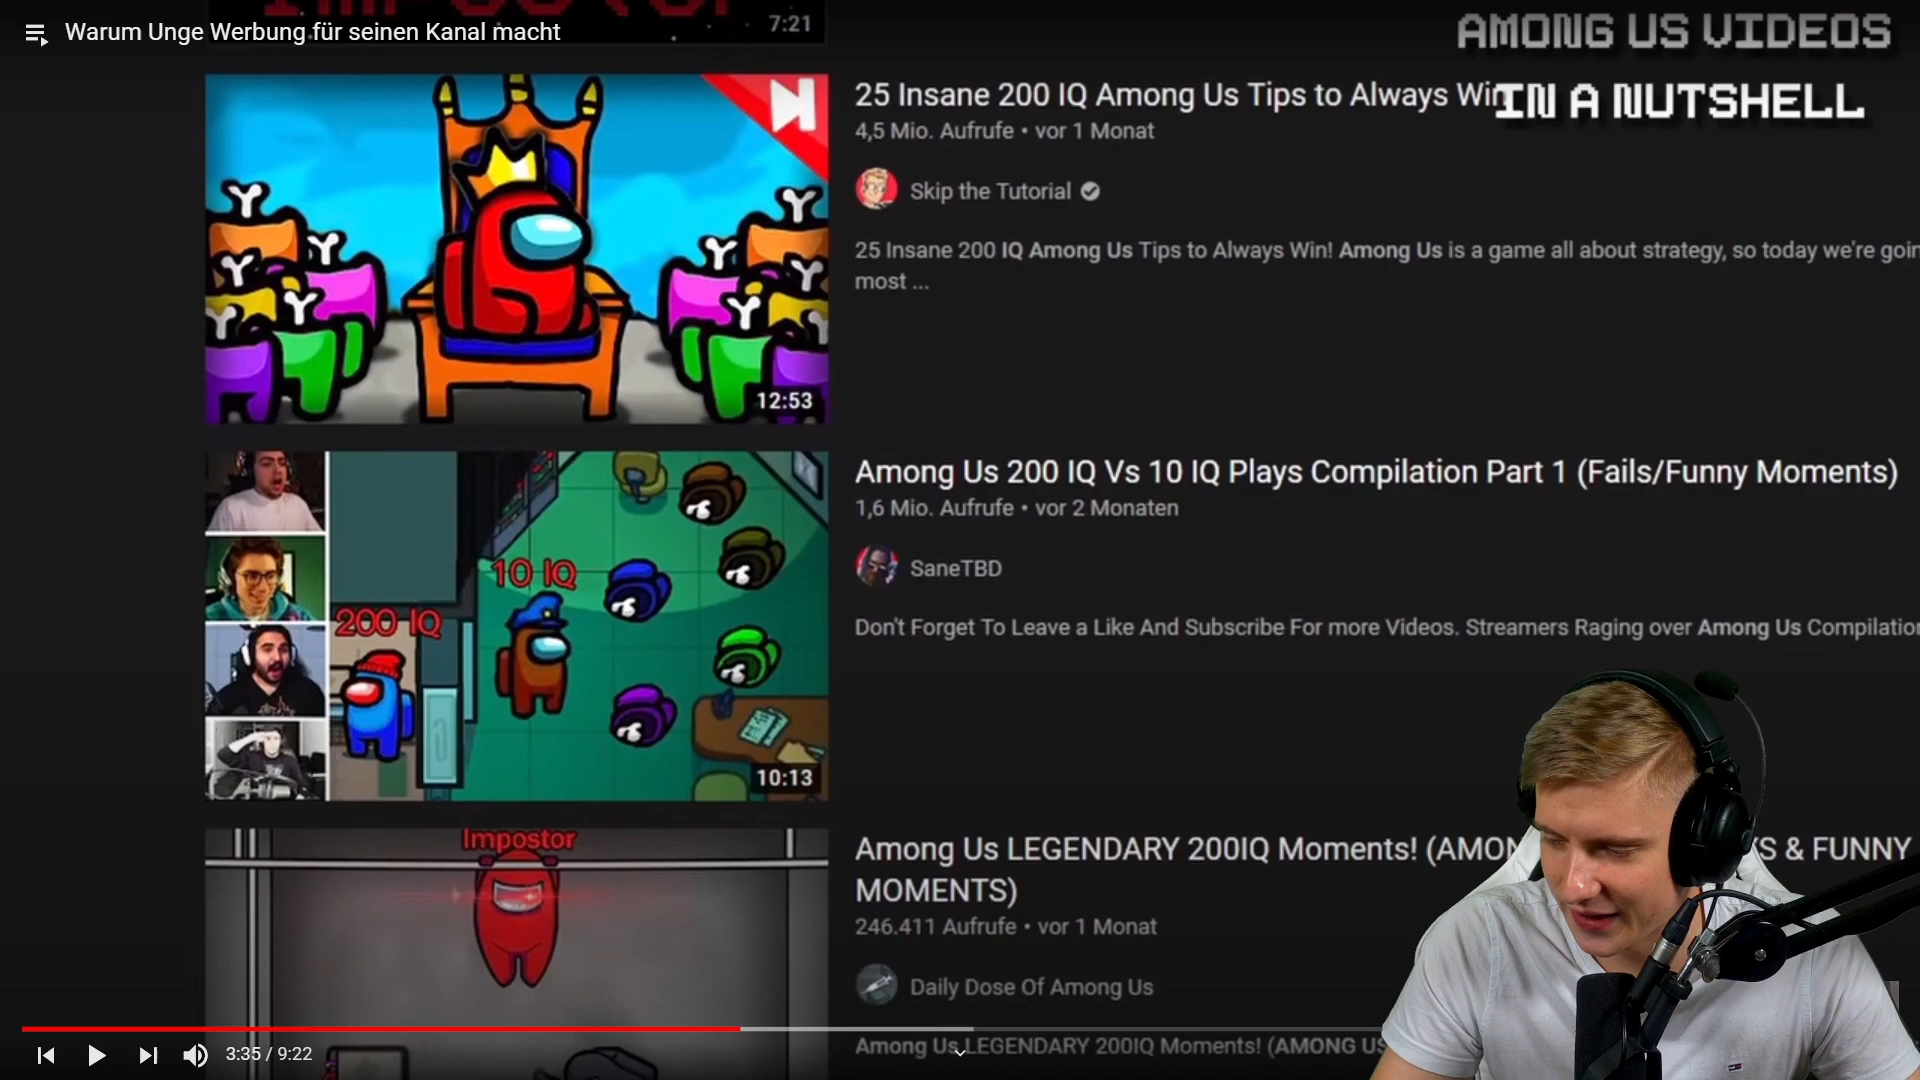 Warum Unge Werbung für seinen Kanal macht
7:21
AMONG US VIDEOS
IN A NUTSHELL
25 Insane 200 IQ Among Us Tips to Always Win
4,5 Mio. Aufrufe • vor 1 Monat
Skip the Tutorial
25 Insane 200 IQ Among Us Tips to Always Win! Among Us is a game all about strategy, so today we're goin
most ...
12:53
Among Us 200 IQ Vs 10 IQ Plays Compilation Part 1 (Fails/Funny Moments)
1,6 Mio. Aufrufe • vor 2 Monaten
SaneTBD
Don't Forget To Leave a Like And Subscribe For more Videos. Streamers Raging over Among Us Compilation
10 IQ
200 IQ
10:13
Impostor
Among Us LEGENDARY 200IQ Moments! (AMON S & FUNNY
MOMENTS)
246.411 Aufrufe • vor 1 Monat
Daily Dose Of Among Us
Among Us LEGENDARY 200IQ Moments! (AMONG US
3:35 / 9:22